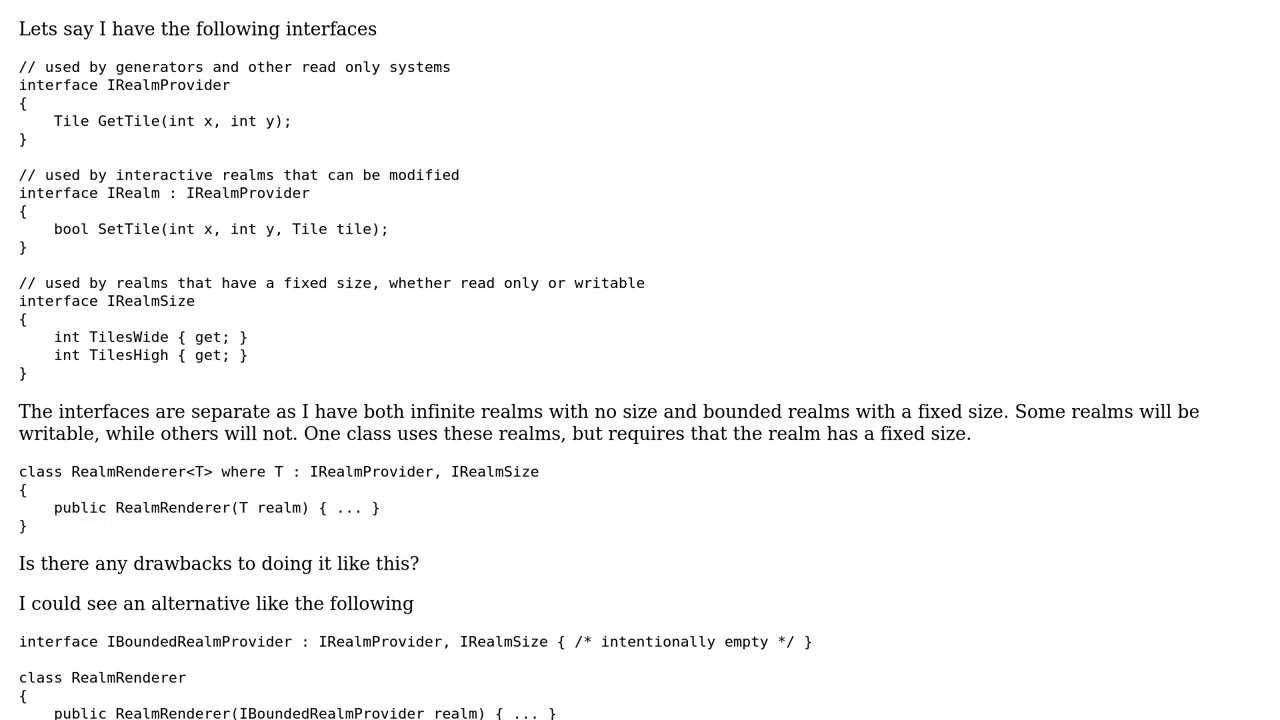 Lets say I have the following interfaces
// used by generators and other read only systems
interface IRealmProvider
{
    Tile GetTile(int x, int y);
}
// used by interactive realms that can be modified
interface IRealm : IRealmProvider
{
    bool SetTile(int x, int y, Tile tile);
}
// used by realms that have a fixed size, whether read only or writable
interface IRealmSize
{
    int TilesWide { get; }
    int TilesHigh { get; }
}
The interfaces are separate as I have both infinite realms with no size and bounded realms with a fixed size. Some realms will be
writable, while others will not. One class uses these realms, but requires that the realm has a fixed size.
class RealmRenderer<T> where T : IRealmProvider, IRealmSize
{
    public RealmRenderer(T realm) { ... }
}
Is there any drawbacks to doing it like this?
I could see an alternative like the following
interface IBoundedRealmProvider : IRealmProvider, IRealmSize { /* intentionally empty */ }
class RealmRenderer
{
    public RealmRenderer(IBoundedRealmProvider realm) { ... }